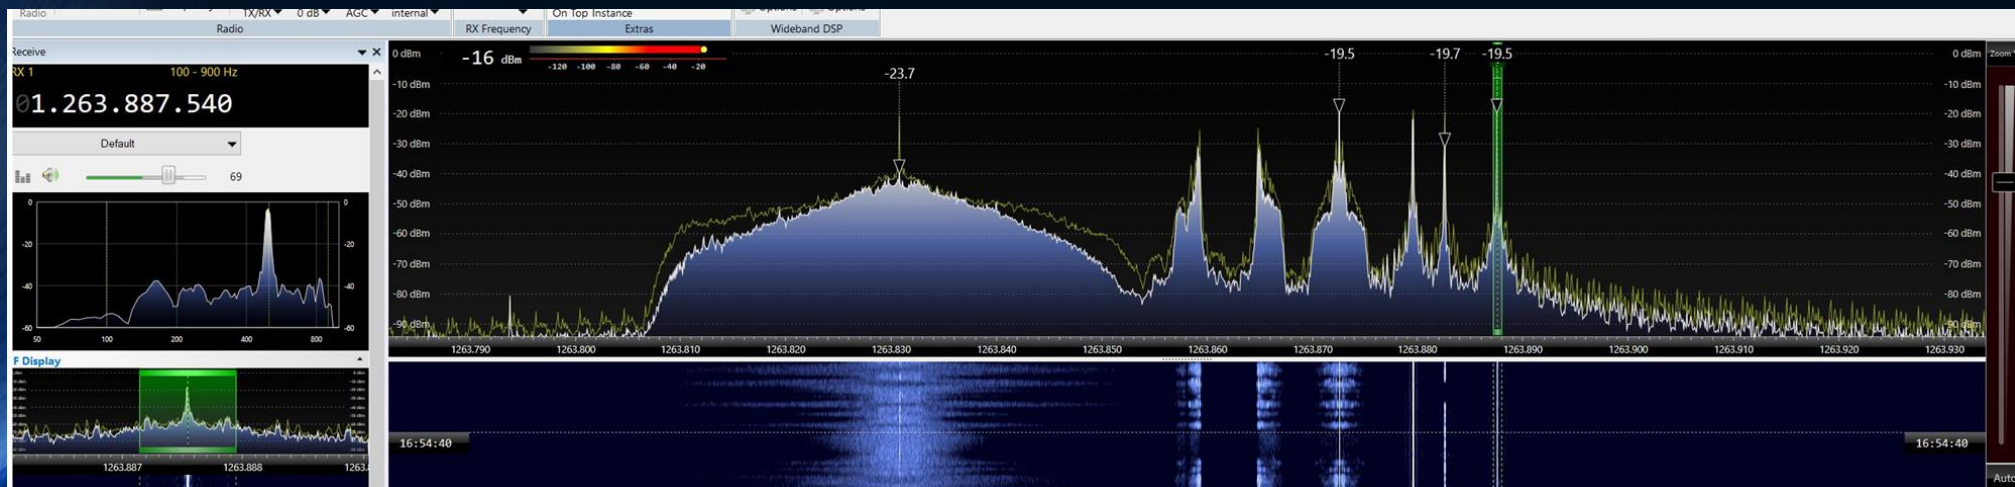 Radio
TX/RX 0 dB AGC internal
On Top Instance
Options Options
Radio RX Frequency Extras Wideband DSP
Receive
RX 1 100 - 900 Hz
01.263.887.540
Default
69
0 0
-20 -20
-40 -40
-60 -60
50 100 200 400 800
F Display
1263.887 1263.888 1263.
-16 dBm
-120 -100 -80 -60 -40 -20
-23.7 -19.5 -19.7 -19.5
0 dBm 0 dBm
-10 dBm -10 dBm
-20 dBm -20 dBm
-30 dBm -30 dBm
-40 dBm -40 dBm
-50 dBm -50 dBm
-60 dBm -60 dBm
-70 dBm -70 dBm
-80 dBm -80 dBm
-90 dBm -90 dBm
1263.790 1263.800 1263.810 1263.820 1263.830 1263.840 1263.850 1263.860 1263.870 1263.880 1263.890 1263.900 1263.910 1263.920 1263.930
16:54:40 16:54:40
Zoom
Auto